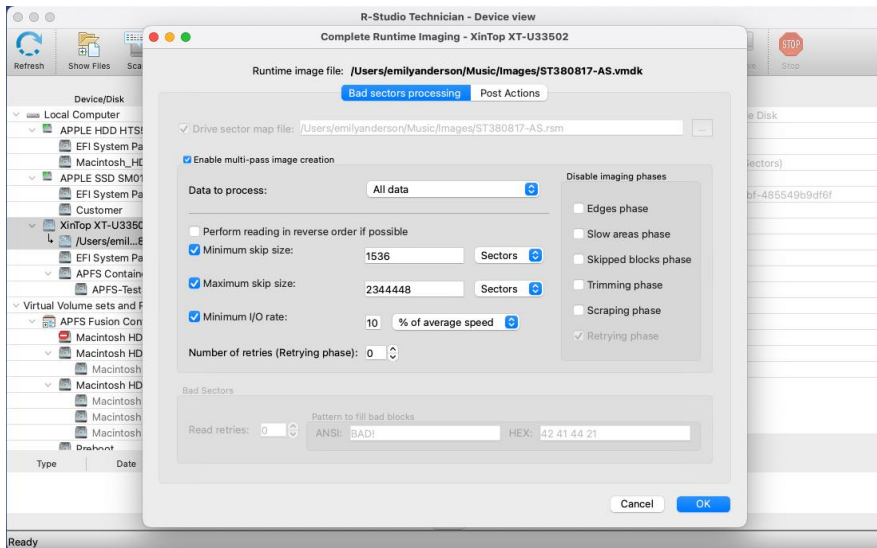 R-Studio Technician - Device view
Complete Runtime Imaging - XinTop XT-U33502
Refresh
Show Files
Sca
Stop
Runtime image file: /Users/emilyanderson/Music/Images/ST380817-AS.vmdk
Bad sectors processing
Post Actions
Device/Disk
Local Computer
APPLE HDD HTS5
EFI System Pa
Macintosh_HD
APPLE SSD SM01
EFI System Pa
Customer
XinTop XT-U3350
/Users/emil...8
EFI System Pa
APFS Contain
APFS-Test
Virtual Volume sets and R
APFS Fusion Con
Macintosh HD
Macintosh HD
Macintosh
Macintosh HD
Macintosh
Macintosh
Macintosh
Preboot
Type
Date
Ready
Drive sector map file: /Users/emilyanderson/Music/Images/ST380817-AS.rsm
...
Enable multi-pass image creation
Data to process: All data
Perform reading in reverse order if possible
Minimum skip size: 1536 Sectors
Maximum skip size: 2344448 Sectors
Minimum I/O rate: 10 % of average speed
Number of retries (Retrying phase): 0
Disable imaging phases
Edges phase
Slow areas phase
Skipped blocks phase
Trimming phase
Scraping phase
Retrying phase
Bad Sectors
Read retries: 0
Pattern to fill bad blocks
ANSI: BAD!
HEX: 42 41 44 21
Cancel
OK
e Disk
Sectors)
bf-485549b9df6f
STOP